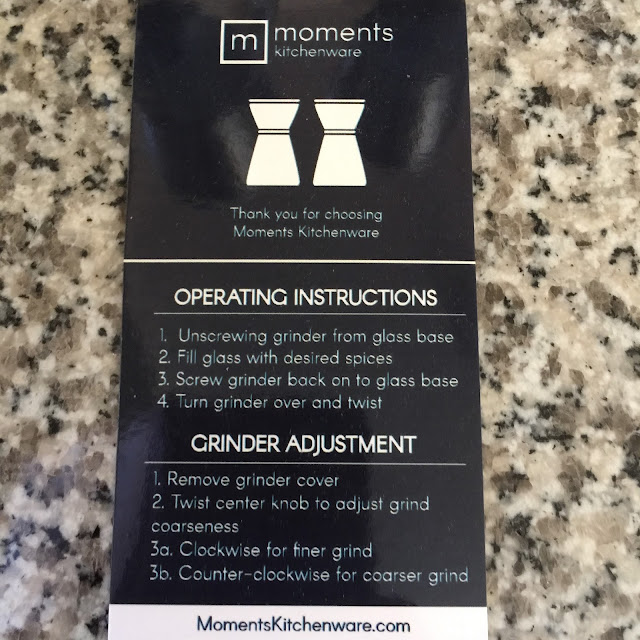 m moments
kitchenware
Thank you for choosing
Moments Kitchenware
OPERATING INSTRUCTIONS
1. Unscrewing grinder from glass base
2. Fill glass with desired spices
3. Screw grinder back on to glass base
4. Turn grinder over and twist
GRINDER ADJUSTMENT
1. Remove grinder cover
2. Twist center knob to adjust grind
coarseness
3a. Clockwise for finer grind
3b. Counter-clockwise for coarser grind
MomentsKitchenware.com